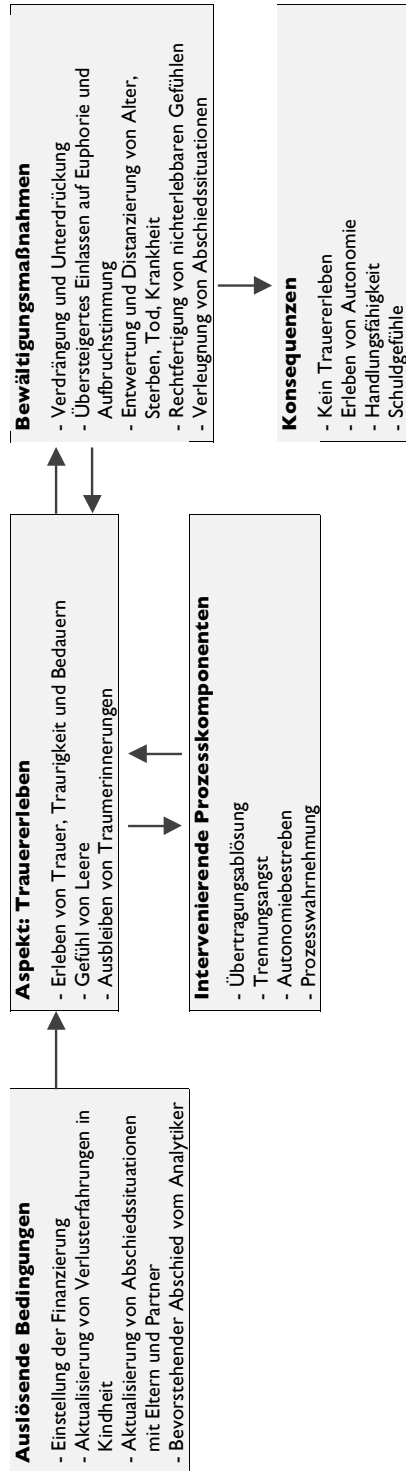 Auslösende Bedingungen
- Einstellung der Finanzierung
- Aktualisierung von Verlusterfahrungen in
Kindheit
- Aktualisierung von Abschiedssituationen
mit Eltern und Partner
- Bevorstehender Abschied vom Analytiker
Aspekt: Trauererleben
- Erleben von Trauer, Traurigkeit und Bedauern
- Gefühl von Leere
- Ausbleiben von Traumerinnerungen
Intervenierende Prozesskomponenten
- Übertragungsablösung
- Trennungsangst
- Autonomiebestreben
- Prozesswahrnehmung
Bewältigungsmaßnahmen
- Verdrängung und Unterdrückung
- Übersteigertes Einlassen auf Euphorie und
Aufbruchstimmung
- Entwertung und Distanzierung von Alter,
Sterben, Tod, Krankheit
- Rechtfertigung von nichterlebbaren Gefühlen
- Verleugnung von Abschiedssituationen
Konsequenzen
- Kein Trauererleben
- Erleben von Autonomie
- Handlungsfähigkeit
- Schuldgefühle